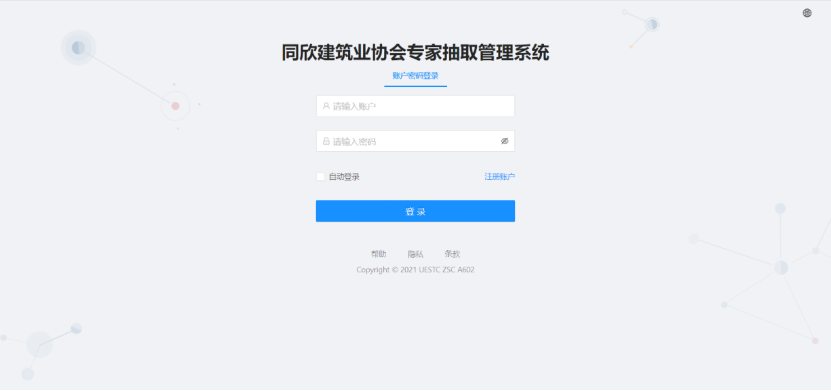 同欣建筑业协会专家抽取管理系统
账户密码登录
请输入账户
请输入密码
自动登录 注册账户
登 录
帮助 隐私 条款
Copyright © 2021 UESTC ZSC A602